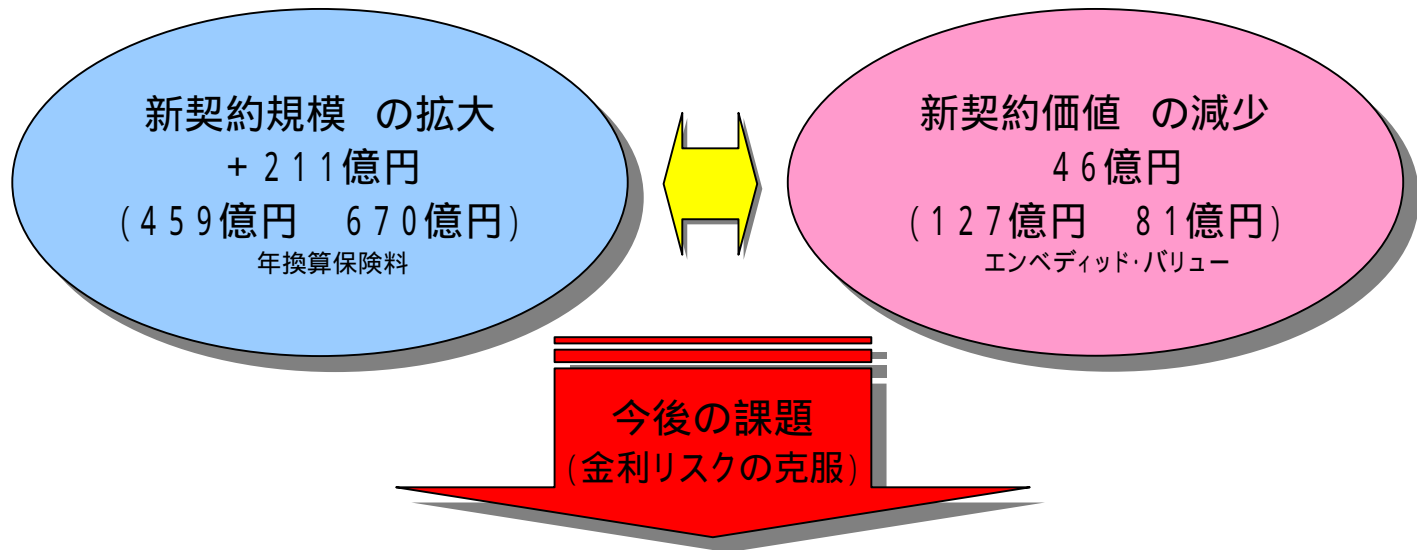 新契約規模 の拡大
+211億円
(459億円 670億円)
年換算保険料
新契約価値 の減少
46億円
(127億円 81億円)
エンベディッド・バリュー
今後の課題
(金利リスクの克服)